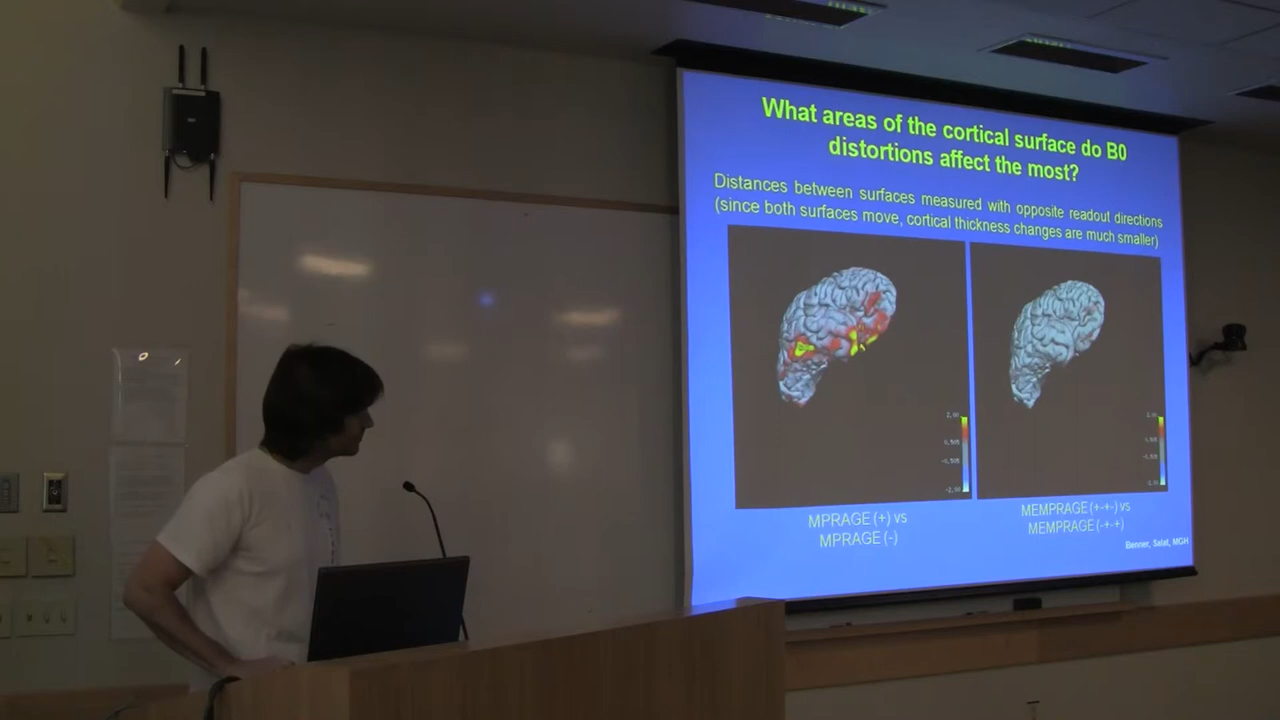 What areas of the cortical surface do B0
distortions affect the most?
Distances between surfaces measured with opposite readout directions
(since both surfaces move, cortical thickness changes are much smaller)
MPRAGE (+) vs
MPRAGE (-)
MEMPRAGE (+-+-) vs
MEMPRAGE (-+-+)
Benner, Salat, MGH